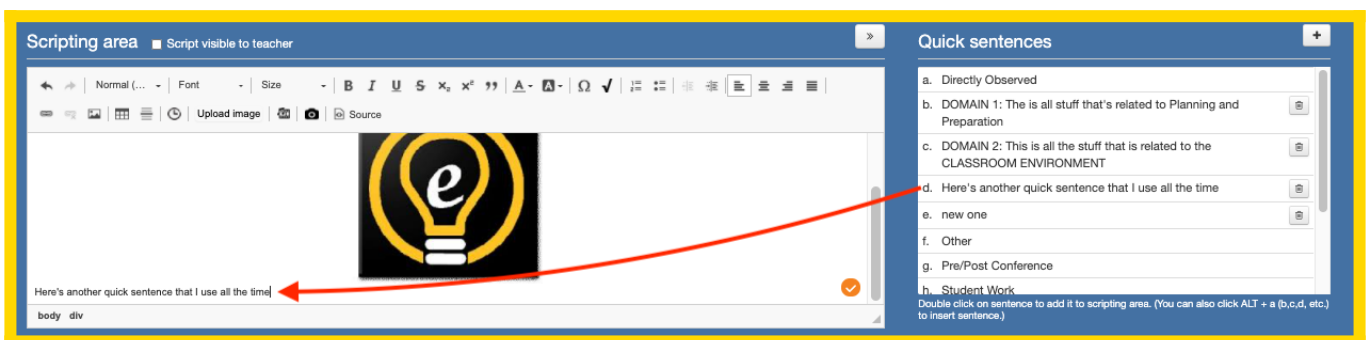 Scripting area Script visible to teacher »
Normal (... Font Size B I U S x₂ x² ” A A Ω √
Upload image Source
e
Here's another quick sentence that I use all the time
body div
Quick sentences +
a. Directly Observed
b. DOMAIN 1: The is all stuff that's related to Planning and
Preparation
c. DOMAIN 2: This is all the stuff that is related to the
CLASSROOM ENVIRONMENT
d. Here's another quick sentence that I use all the time
e. new one
f. Other
g. Pre/Post Conference
h. Student Work
Double click on sentence to add it to scripting area. (You can also click ALT + a (b,c,d, etc.)
to insert sentence.)